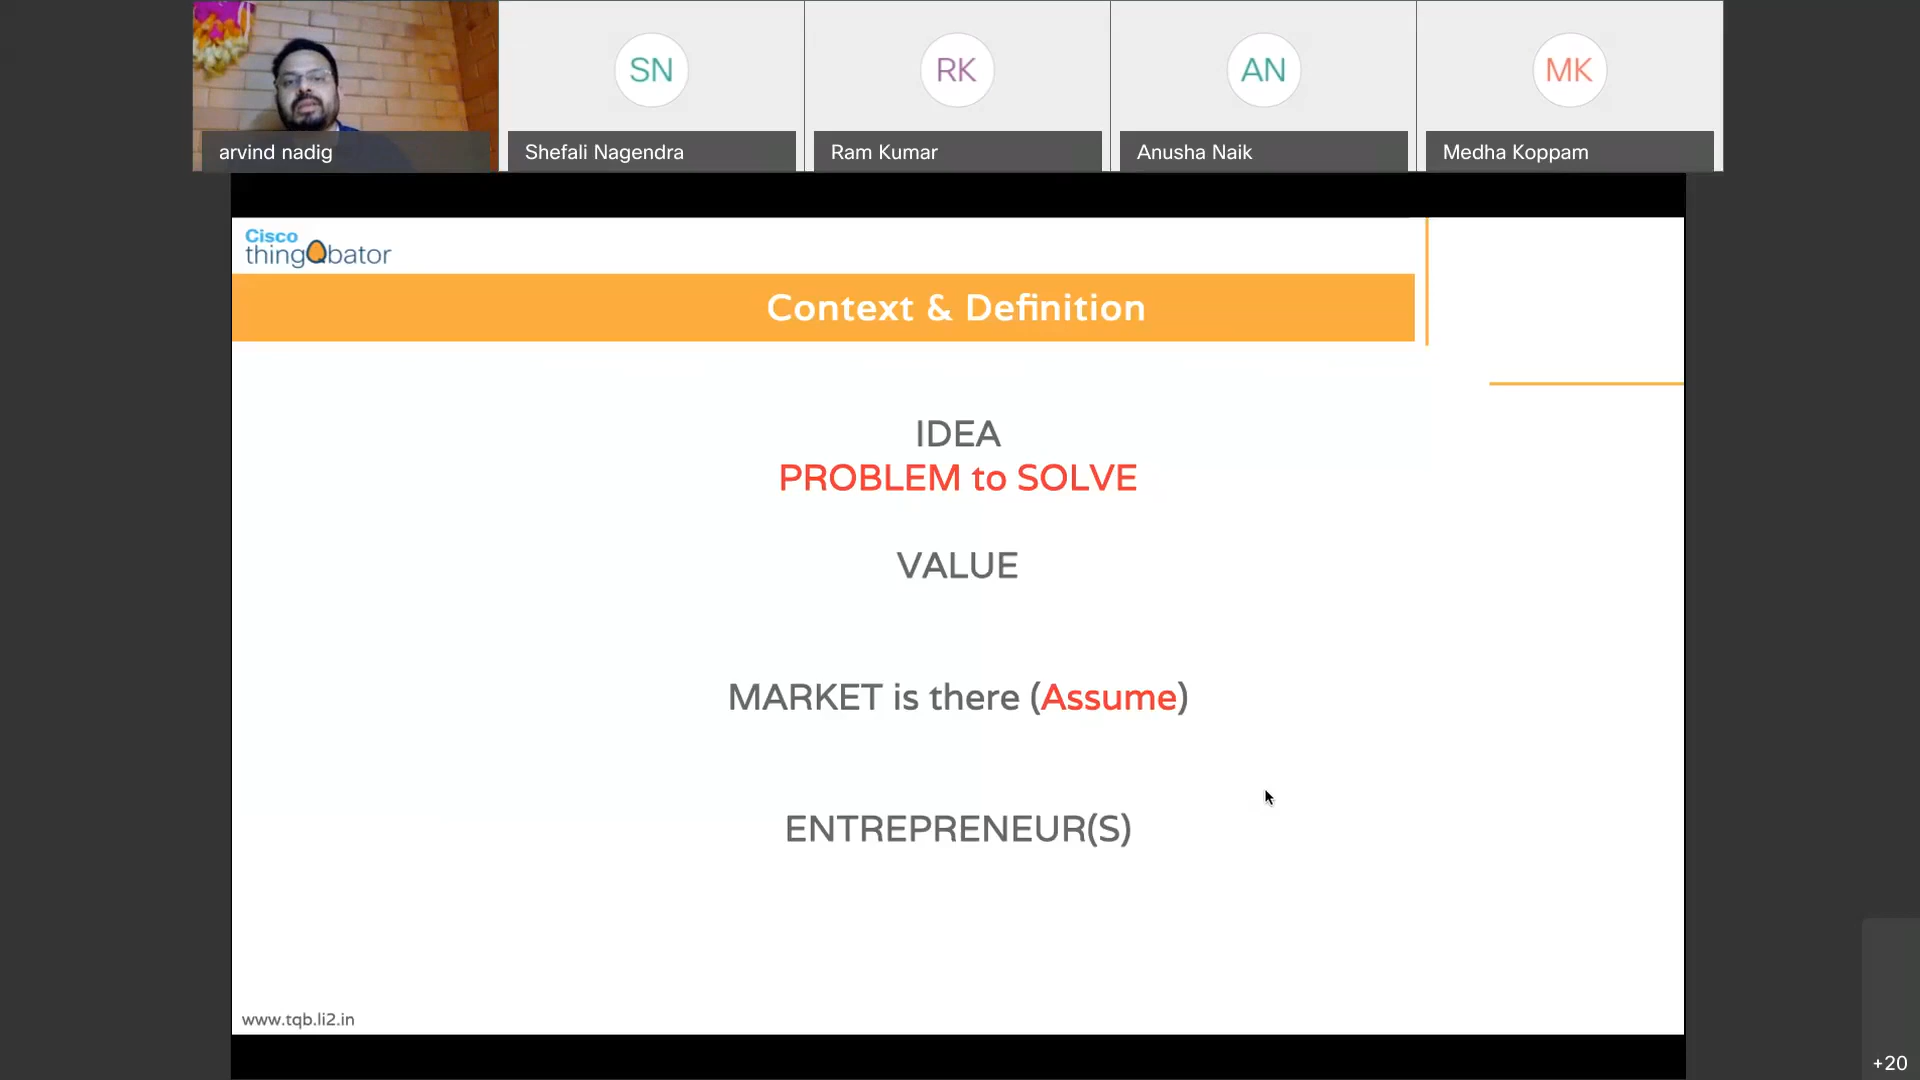 SN
RK
AN
MK
arvind nadig
Shefali Nagendra
Ram Kumar
Anusha Naik
Medha Koppam
Cisco
thingQbator
Context & Definition
IDEA
PROBLEM to SOLVE
VALUE
MARKET is there (Assume)
ENTREPRENEUR(S)
www.tqb.li2.in
+20